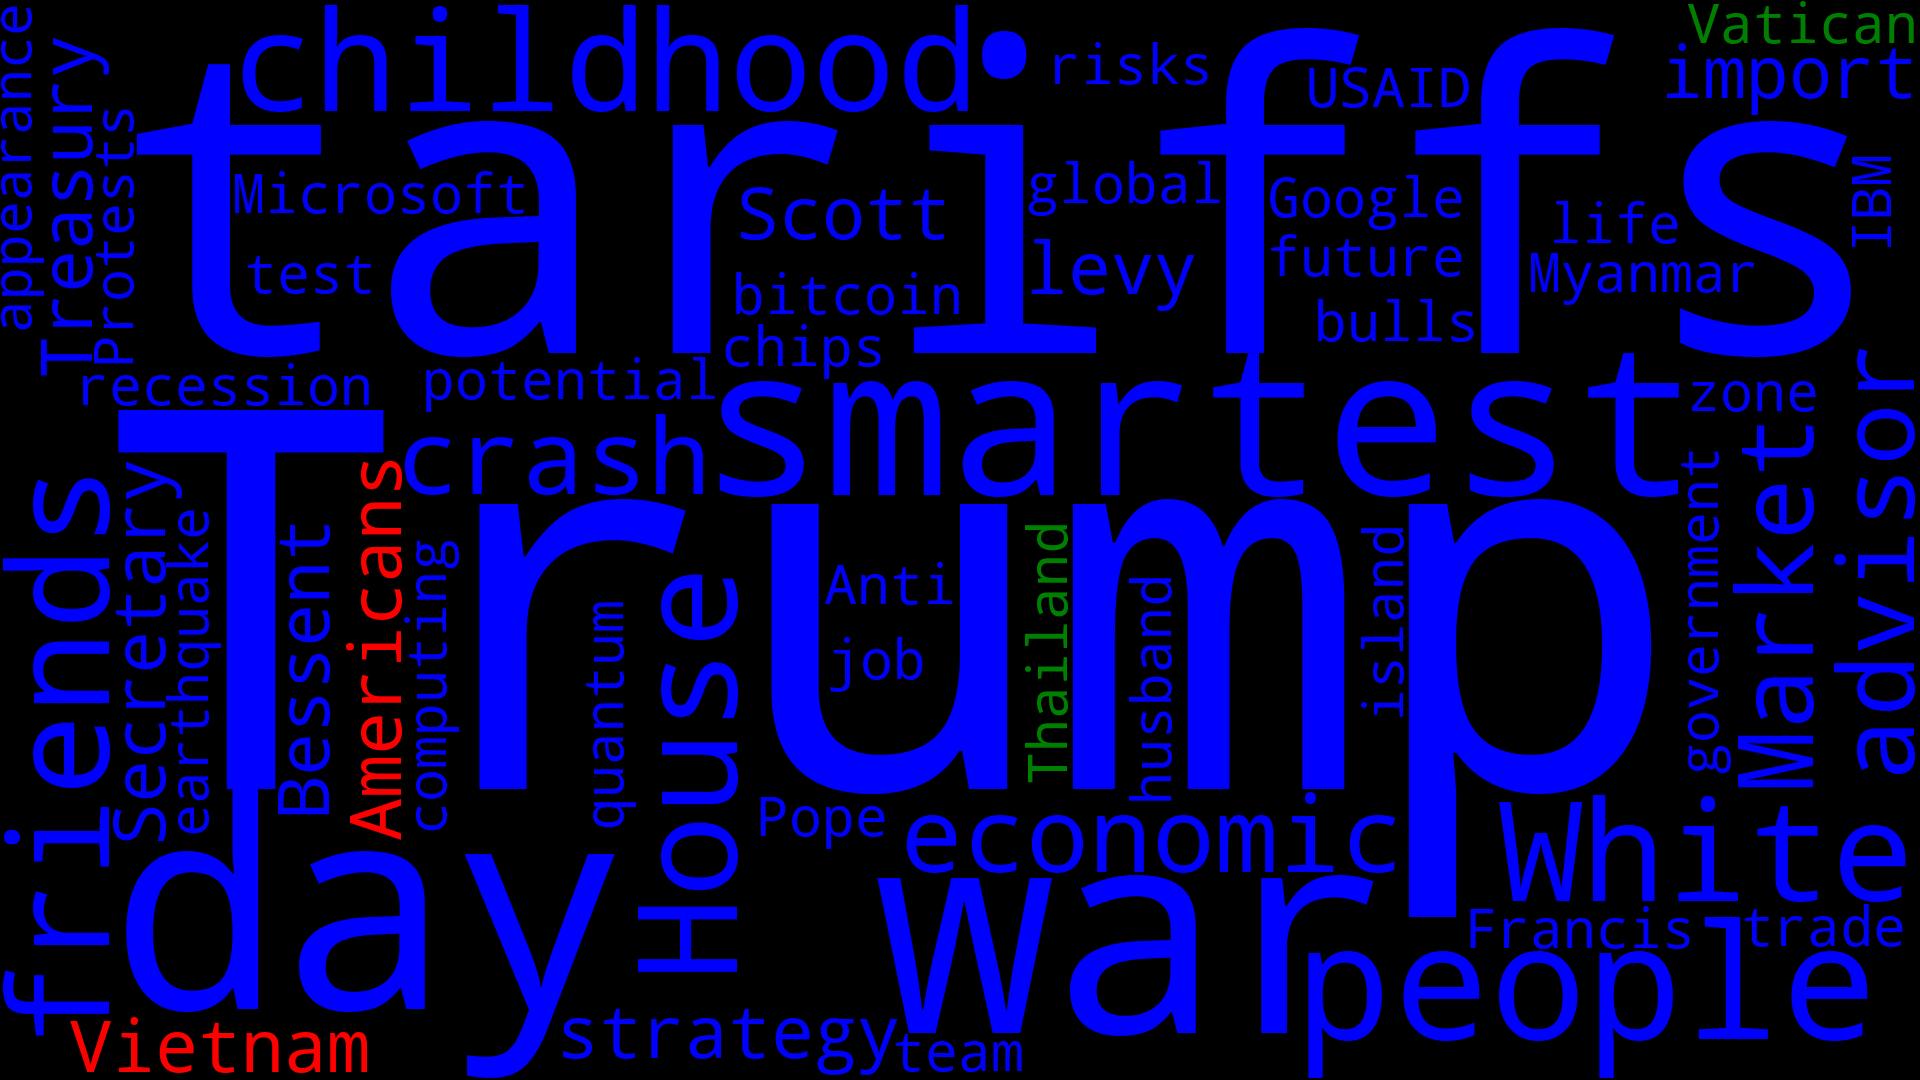 childhood
risks
USAID
Vatican
import
tariffs
appearance
Treasury
Protests
Microsoft
Scott
global
Google
life
IBM
test
bitcoin
levy
future
Myanmar
chips
bulls
recession
potential
smartest
zone
crash
Trump
friends
Secretary
earthquake
Bessent
Americans
computing
quantum
House
Anti
job
Thailand
husband
island
government
Market
advisor
Pope
economic
White
day
war
Francis
trade
people
Vietnam
strategy
team